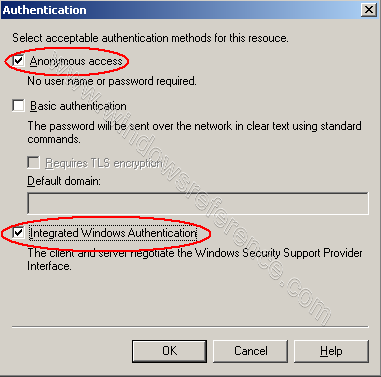 Authentication
Select acceptable authentication methods for this resouce.
Anonymous access
No user name or password required.
Basic authentication
The password will be sent over the network in clear text using standard
commands.
Requires TLS encryption
Default domain:
Integrated Windows Authentication
The client and server negotiate the Windows Security Support Provider
Interface.
OK
Cancel
Help
www.windowsreference.com